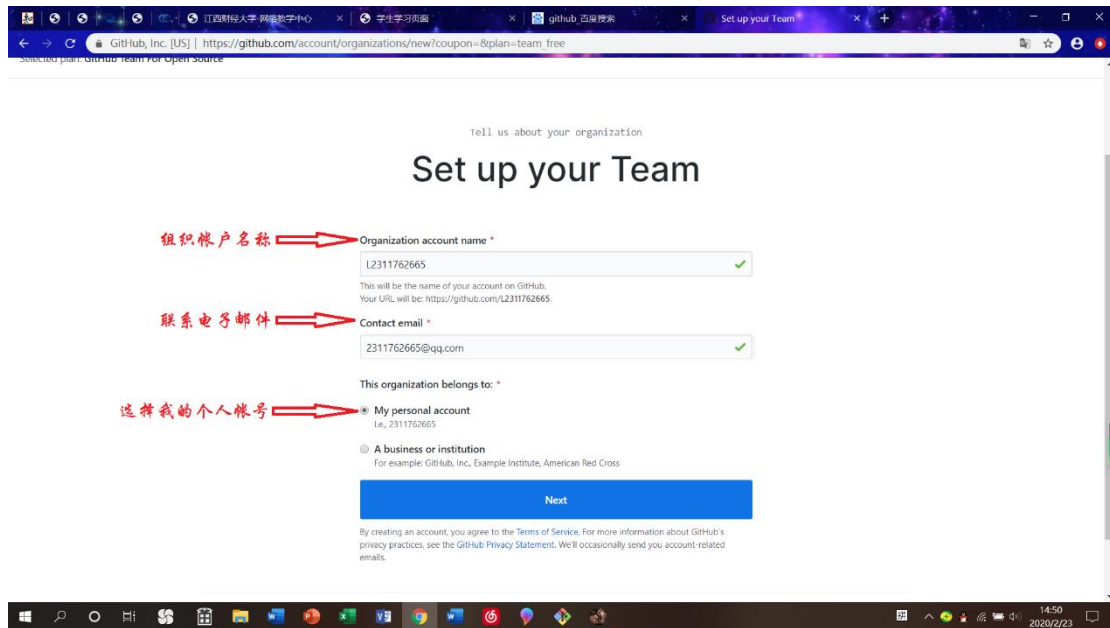 江西财经大学-网络教学中心
学生学习页面
github_百度搜索
Set up your Team
GitHub, Inc. [US] | https://github.com/account/organizations/new?coupon=&plan=team_free
Selected plan: GitHub Team For Open Source
Tell us about your organization
Set up your Team
组织帐户名称
Organization account name *
L2311762665
This will be the name of your account on GitHub.
Your URL will be: https://github.com/L2311762665.
联系电子邮件
Contact email *
2311762665@qq.com
This organization belongs to: *
选择我的个人帐号
My personal account
I.e., 2311762665
A business or institution
For example: GitHub, Inc., Example Institute, American Red Cross
Next
By creating an account, you agree to the Terms of Service. For more information about GitHub's
privacy practices, see the GitHub Privacy Statement. We'll occasionally send you account-related
emails.
14:50
2020/2/23